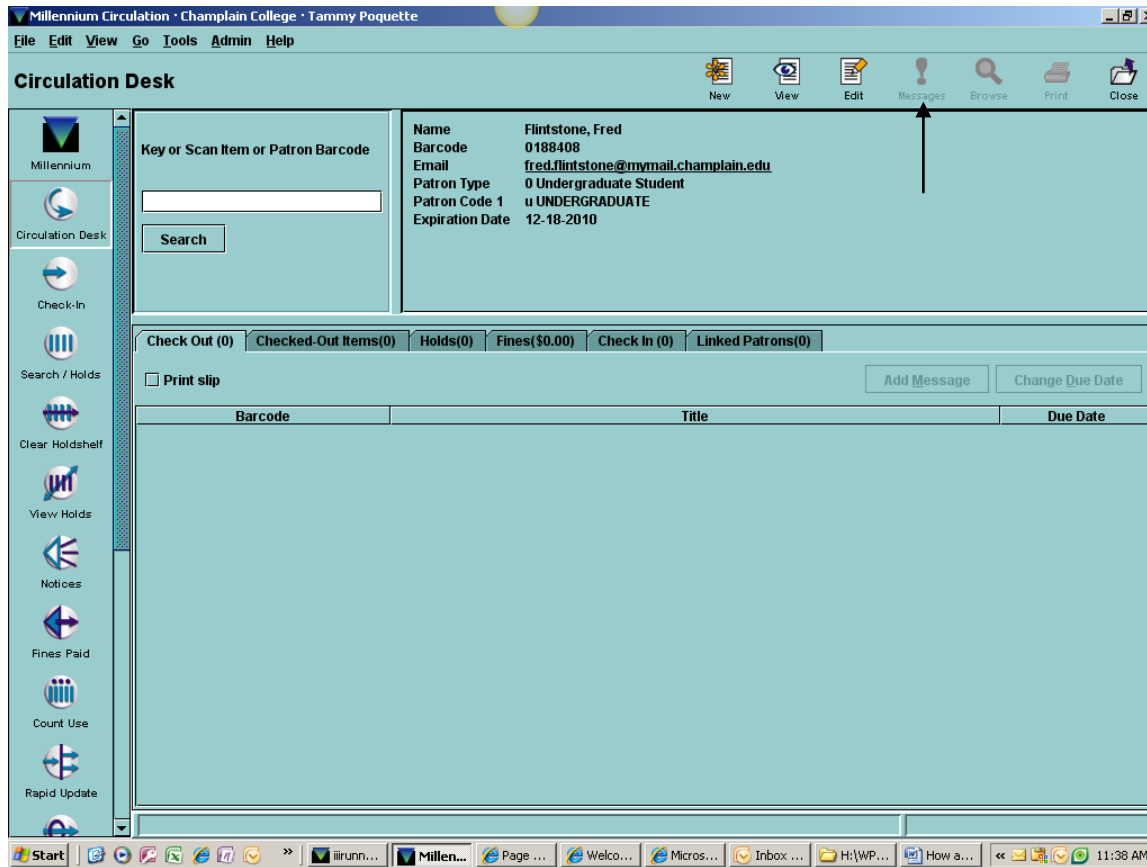 Millennium Circulation · Champlain College · Tammy Poquette
File Edit View Go Tools Admin Help
Circulation Desk
New View Edit Messages Browse Print Close
Millennium
Circulation Desk
Check-In
Search / Holds
Clear Holdshelf
View Holds
Notices
Fines Paid
Count Use
Rapid Update
Key or Scan Item or Patron Barcode
Search
Name Flintstone, Fred
Barcode 0188408
Email fred.flintstone@mymail.champlain.edu
Patron Type 0 Undergraduate Student
Patron Code 1 u UNDERGRADUATE
Expiration Date 12-18-2010
Check Out (0) Checked-Out Items(0) Holds(0) Fines($0.00) Check In (0) Linked Patrons(0)
Print slip Add Message Change Due Date
Barcode Title Due Date
Start » iiirunn... Millen... Page ... Welco... Micros... Inbox ... H:\WP... How a... « 11:38 AM